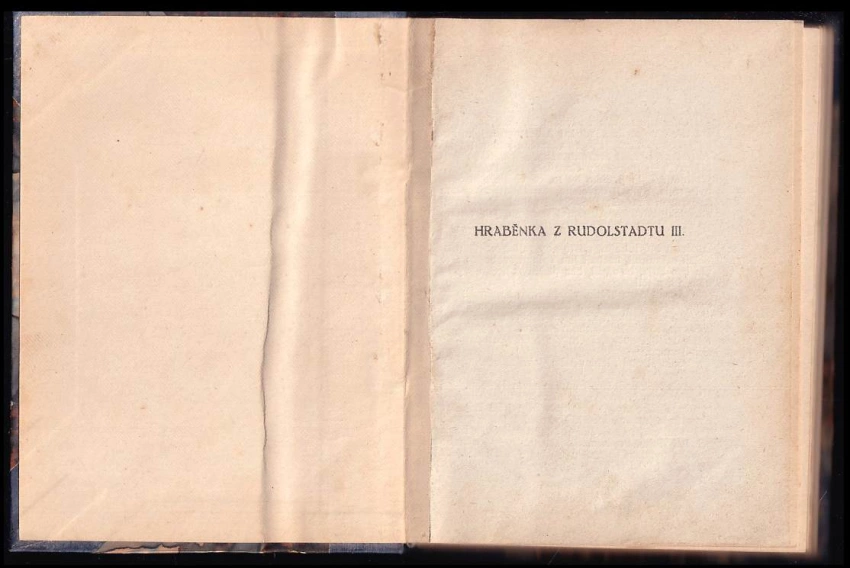 HRABĚNKA Z RUDOLSTADTU III.